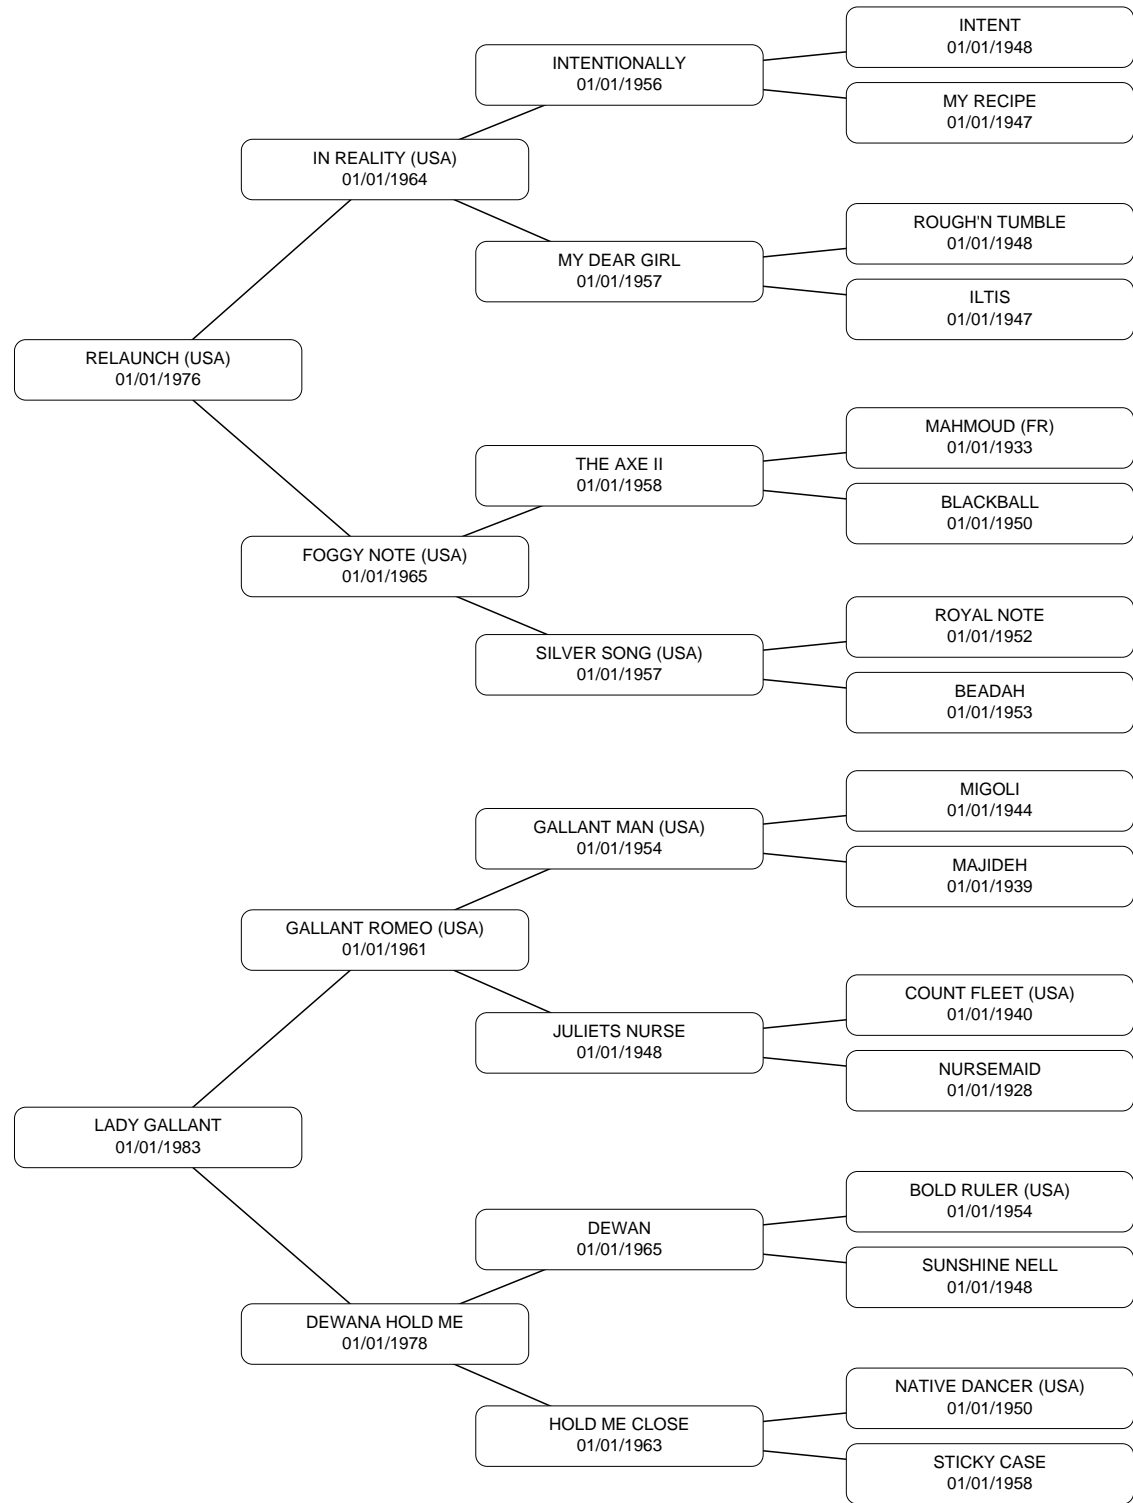 INTENT
01/01/1948
INTENTIONALLY
01/01/1956
MY RECIPE
01/01/1947
IN REALITY (USA)
01/01/1964
ROUGH'N TUMBLE
01/01/1948
MY DEAR GIRL
01/01/1957
ILTIS
01/01/1947
RELAUNCH (USA)
01/01/1976
MAHMOUD (FR)
01/01/1933
THE AXE II
01/01/1958
BLACKBALL
01/01/1950
FOGGY NOTE (USA)
01/01/1965
ROYAL NOTE
01/01/1952
SILVER SONG (USA)
01/01/1957
BEADAH
01/01/1953
MIGOLI
01/01/1944
GALLANT MAN (USA)
01/01/1954
MAJIDEH
01/01/1939
GALLANT ROMEO (USA)
01/01/1961
COUNT FLEET (USA)
01/01/1940
JULIETS NURSE
01/01/1948
NURSEMAID
01/01/1928
LADY GALLANT
01/01/1983
BOLD RULER (USA)
01/01/1954
DEWAN
01/01/1965
SUNSHINE NELL
01/01/1948
DEWANA HOLD ME
01/01/1978
NATIVE DANCER (USA)
01/01/1950
HOLD ME CLOSE
01/01/1963
STICKY CASE
01/01/1958